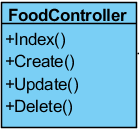 FoodController
+Index()
+Create()
+Update()
+Delete()